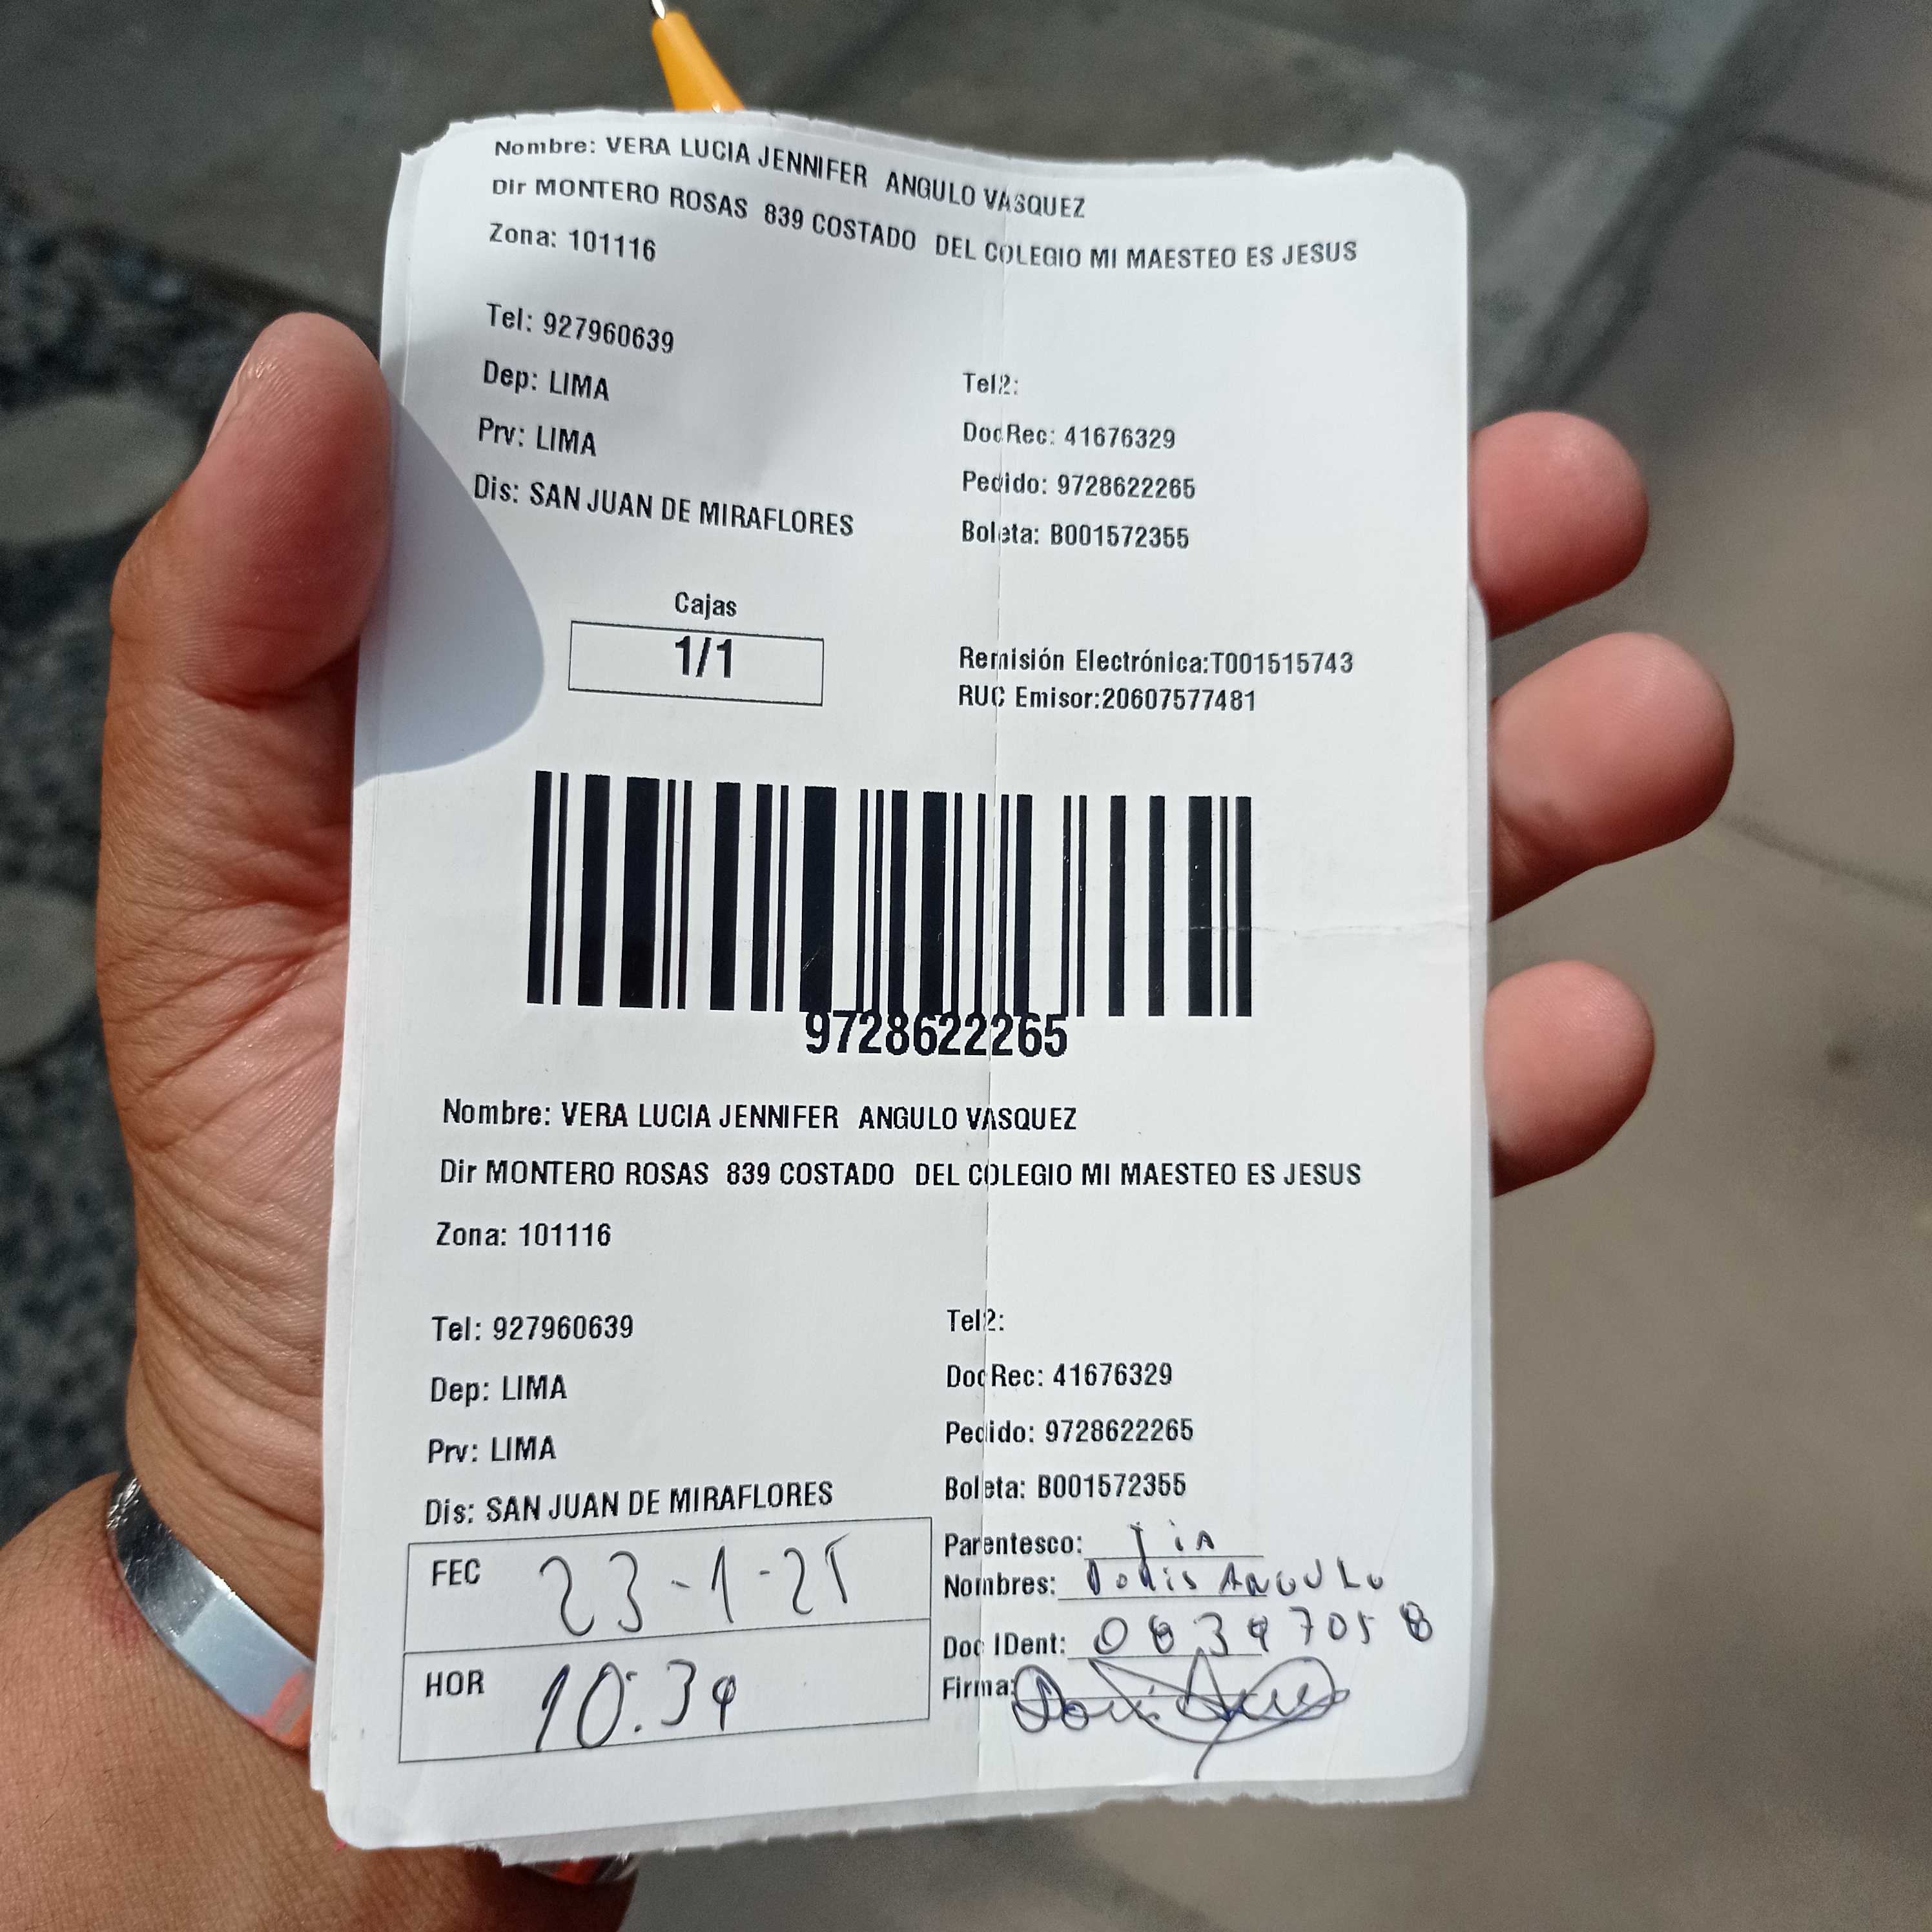 Nombre: VERA LUCIA JENNIFER ANGULO VASQUEZ
Dir MONTERO ROSAS 839 COSTADO DEL COLEGIO MI MAESTEO ES JESUS
Zona: 101116
Tel: 927960639
Tel2:
Dep: LIMA
DocRec: 41676329
Prv: LIMA
Pedido: 9728622265
Dis: SAN JUAN DE MIRAFLORES
Boleta: B001572355
Cajas
1/1
Remisión Electrónica:T001515743
RUC Emisor:20607577481
9728622265
Nombre: VERA LUCIA JENNIFER ANGULO VASQUEZ
Dir MONTERO ROSAS 839 COSTADO DEL COLEGIO MI MAESTEO ES JESUS
Zona: 101116
Tel: 927960639
Tel2:
Dep: LIMA
DocRec: 41676329
Prv: LIMA
Pedido: 9728622265
Dis: SAN JUAN DE MIRAFLORES
Boleta: B001572355
FEC 23-1-25
Parentesco: TiA
Nombres: DoRis ANGULO
Doc IDent:
HOR 10:34
Firma: